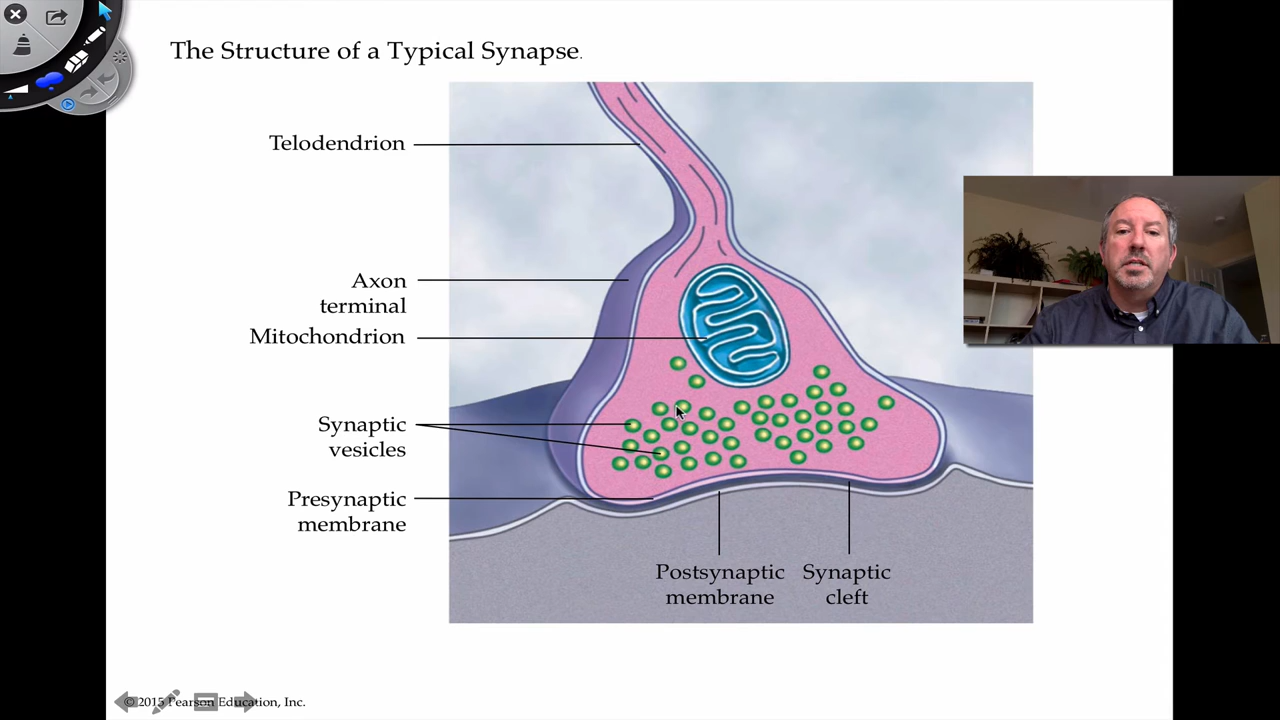 The Structure of a Typical Synapse.
Telodendrion
Axon
terminal
Mitochondrion
Synaptic
vesicles
Presynaptic
membrane
Postsynaptic
membrane
Synaptic
cleft
© 2015 Pearson Education, Inc.